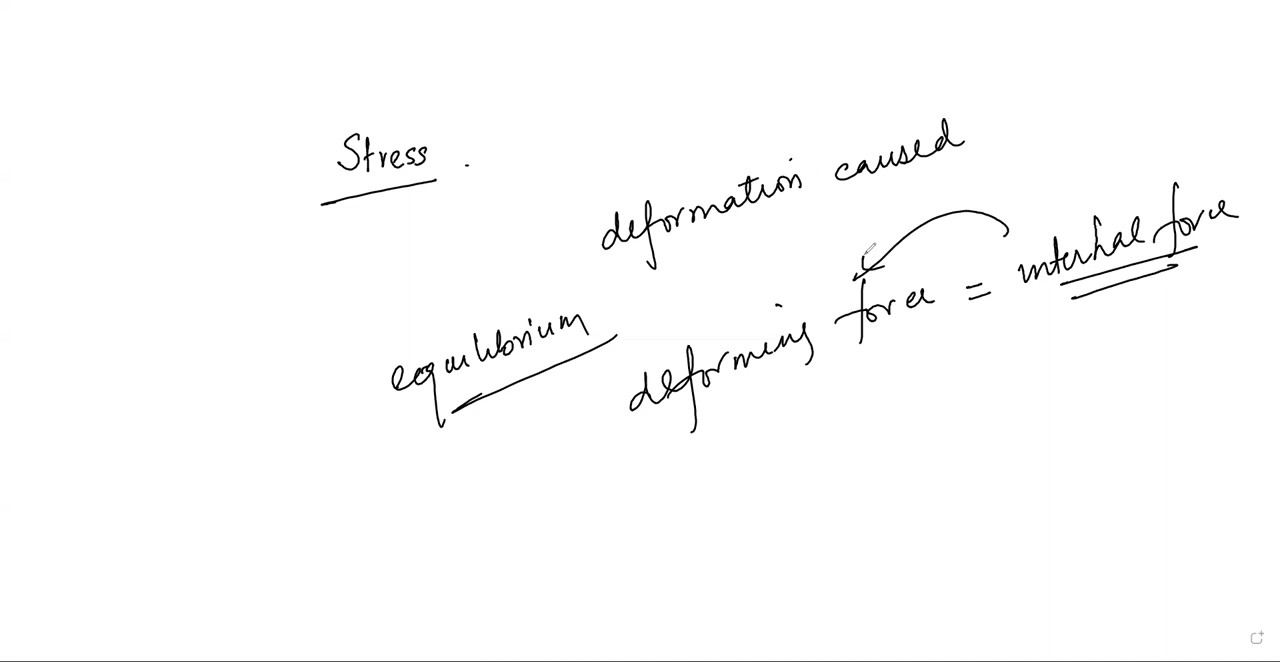 Stress .
deformation caused
equilibrium
deforming force = internal force